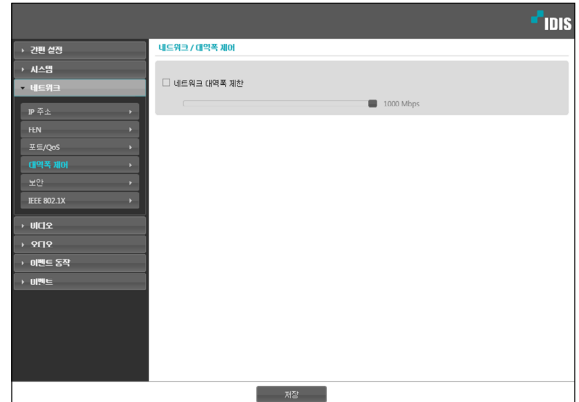 IDIS
간편 설정
시스템
네트워크
IP 주소
FEN
포트/QoS
대역폭 제어
보안
IEEE 802.1X
비디오
오디오
이벤트 동작
이벤트
네트워크 / 대역폭 제어
네트워크 대역폭 제한
1000 Mbps
저장